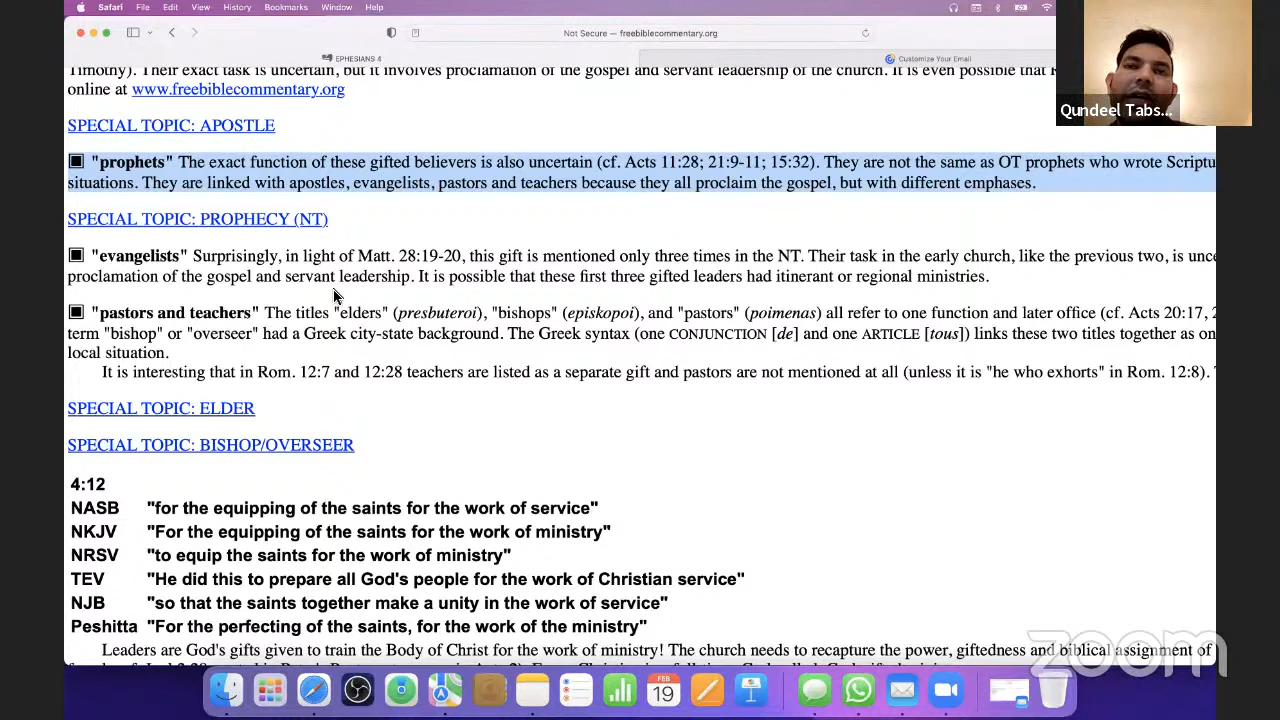 Safari File Edit View History Bookmarks Window Help
Not Secure — freebiblecommentary.org
EPHESIANS 4
Customize Your Email
Timothy). Their exact task is uncertain, but it involves proclamation of the gospel and servant leadership of the church. It is even possible that
online at www.freebiblecommentary.org
Qundeel Tabs...
SPECIAL TOPIC: APOSTLE
"prophets" The exact function of these gifted believers is also uncertain (cf. Acts 11:28; 21:9-11; 15:32). They are not the same as OT prophets who wrote Scriptu
situations. They are linked with apostles, evangelists, pastors and teachers because they all proclaim the gospel, but with different emphases.
SPECIAL TOPIC: PROPHECY (NT)
"evangelists" Surprisingly, in light of Matt. 28:19-20, this gift is mentioned only three times in the NT. Their task in the early church, like the previous two, is unce
proclamation of the gospel and servant leadership. It is possible that these first three gifted leaders had itinerant or regional ministries.
"pastors and teachers" The titles "elders" (presbuteroi), "bishops" (episkopoi), and "pastors" (poimenas) all refer to one function and later office (cf. Acts 20:17, 2
term "bishop" or "overseer" had a Greek city-state background. The Greek syntax (one CONJUNCTION [de] and one ARTICLE [tous]) links these two titles together as on
local situation.
It is interesting that in Rom. 12:7 and 12:28 teachers are listed as a separate gift and pastors are not mentioned at all (unless it is "he who exhorts" in Rom. 12:8).
SPECIAL TOPIC: ELDER
SPECIAL TOPIC: BISHOP/OVERSEER
4:12
NASB "for the equipping of the saints for the work of service"
NKJV "For the equipping of the saints for the work of ministry"
NRSV "to equip the saints for the work of ministry"
TEV "He did this to prepare all God's people for the work of Christian service"
NJB "so that the saints together make a unity in the work of service"
Peshitta "For the perfecting of the saints, for the work of the ministry"
Leaders are God's gifts given to train the Body of Christ for the work of ministry! The church needs to recapture the power, giftedness and biblical assignment of
zoom
FEB
19